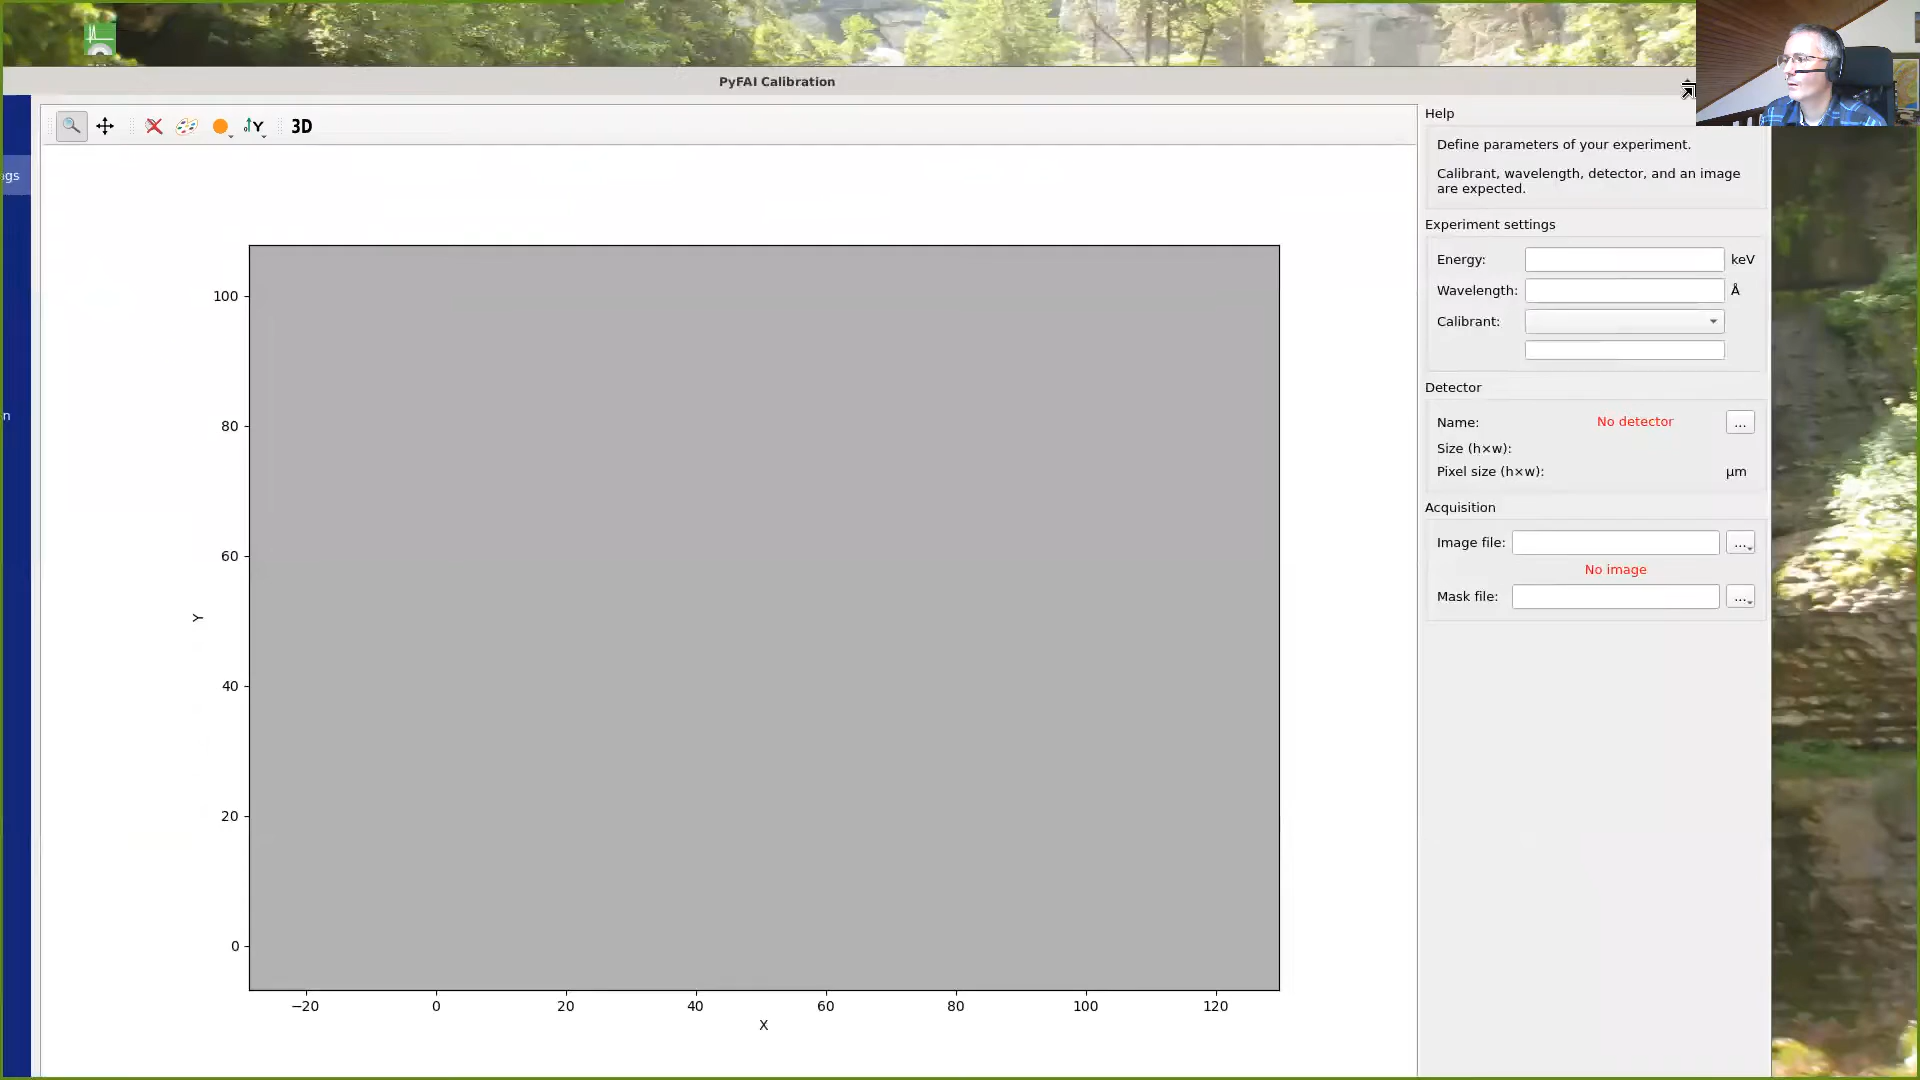 PyFAI Calibration
gs
n
3D
Y
100
80
60
40
20
0
Y
−20 0 20 40 60 80 100 120
X
Help
Define parameters of your experiment.
Calibrant, wavelength, detector, and an image
are expected.
Experiment settings
Energy: keV
Wavelength: Å
Calibrant:
Detector
Name: No detector ...
Size (h×w):
Pixel size (h×w): µm
Acquisition
Image file: ...
No image
Mask file: ...